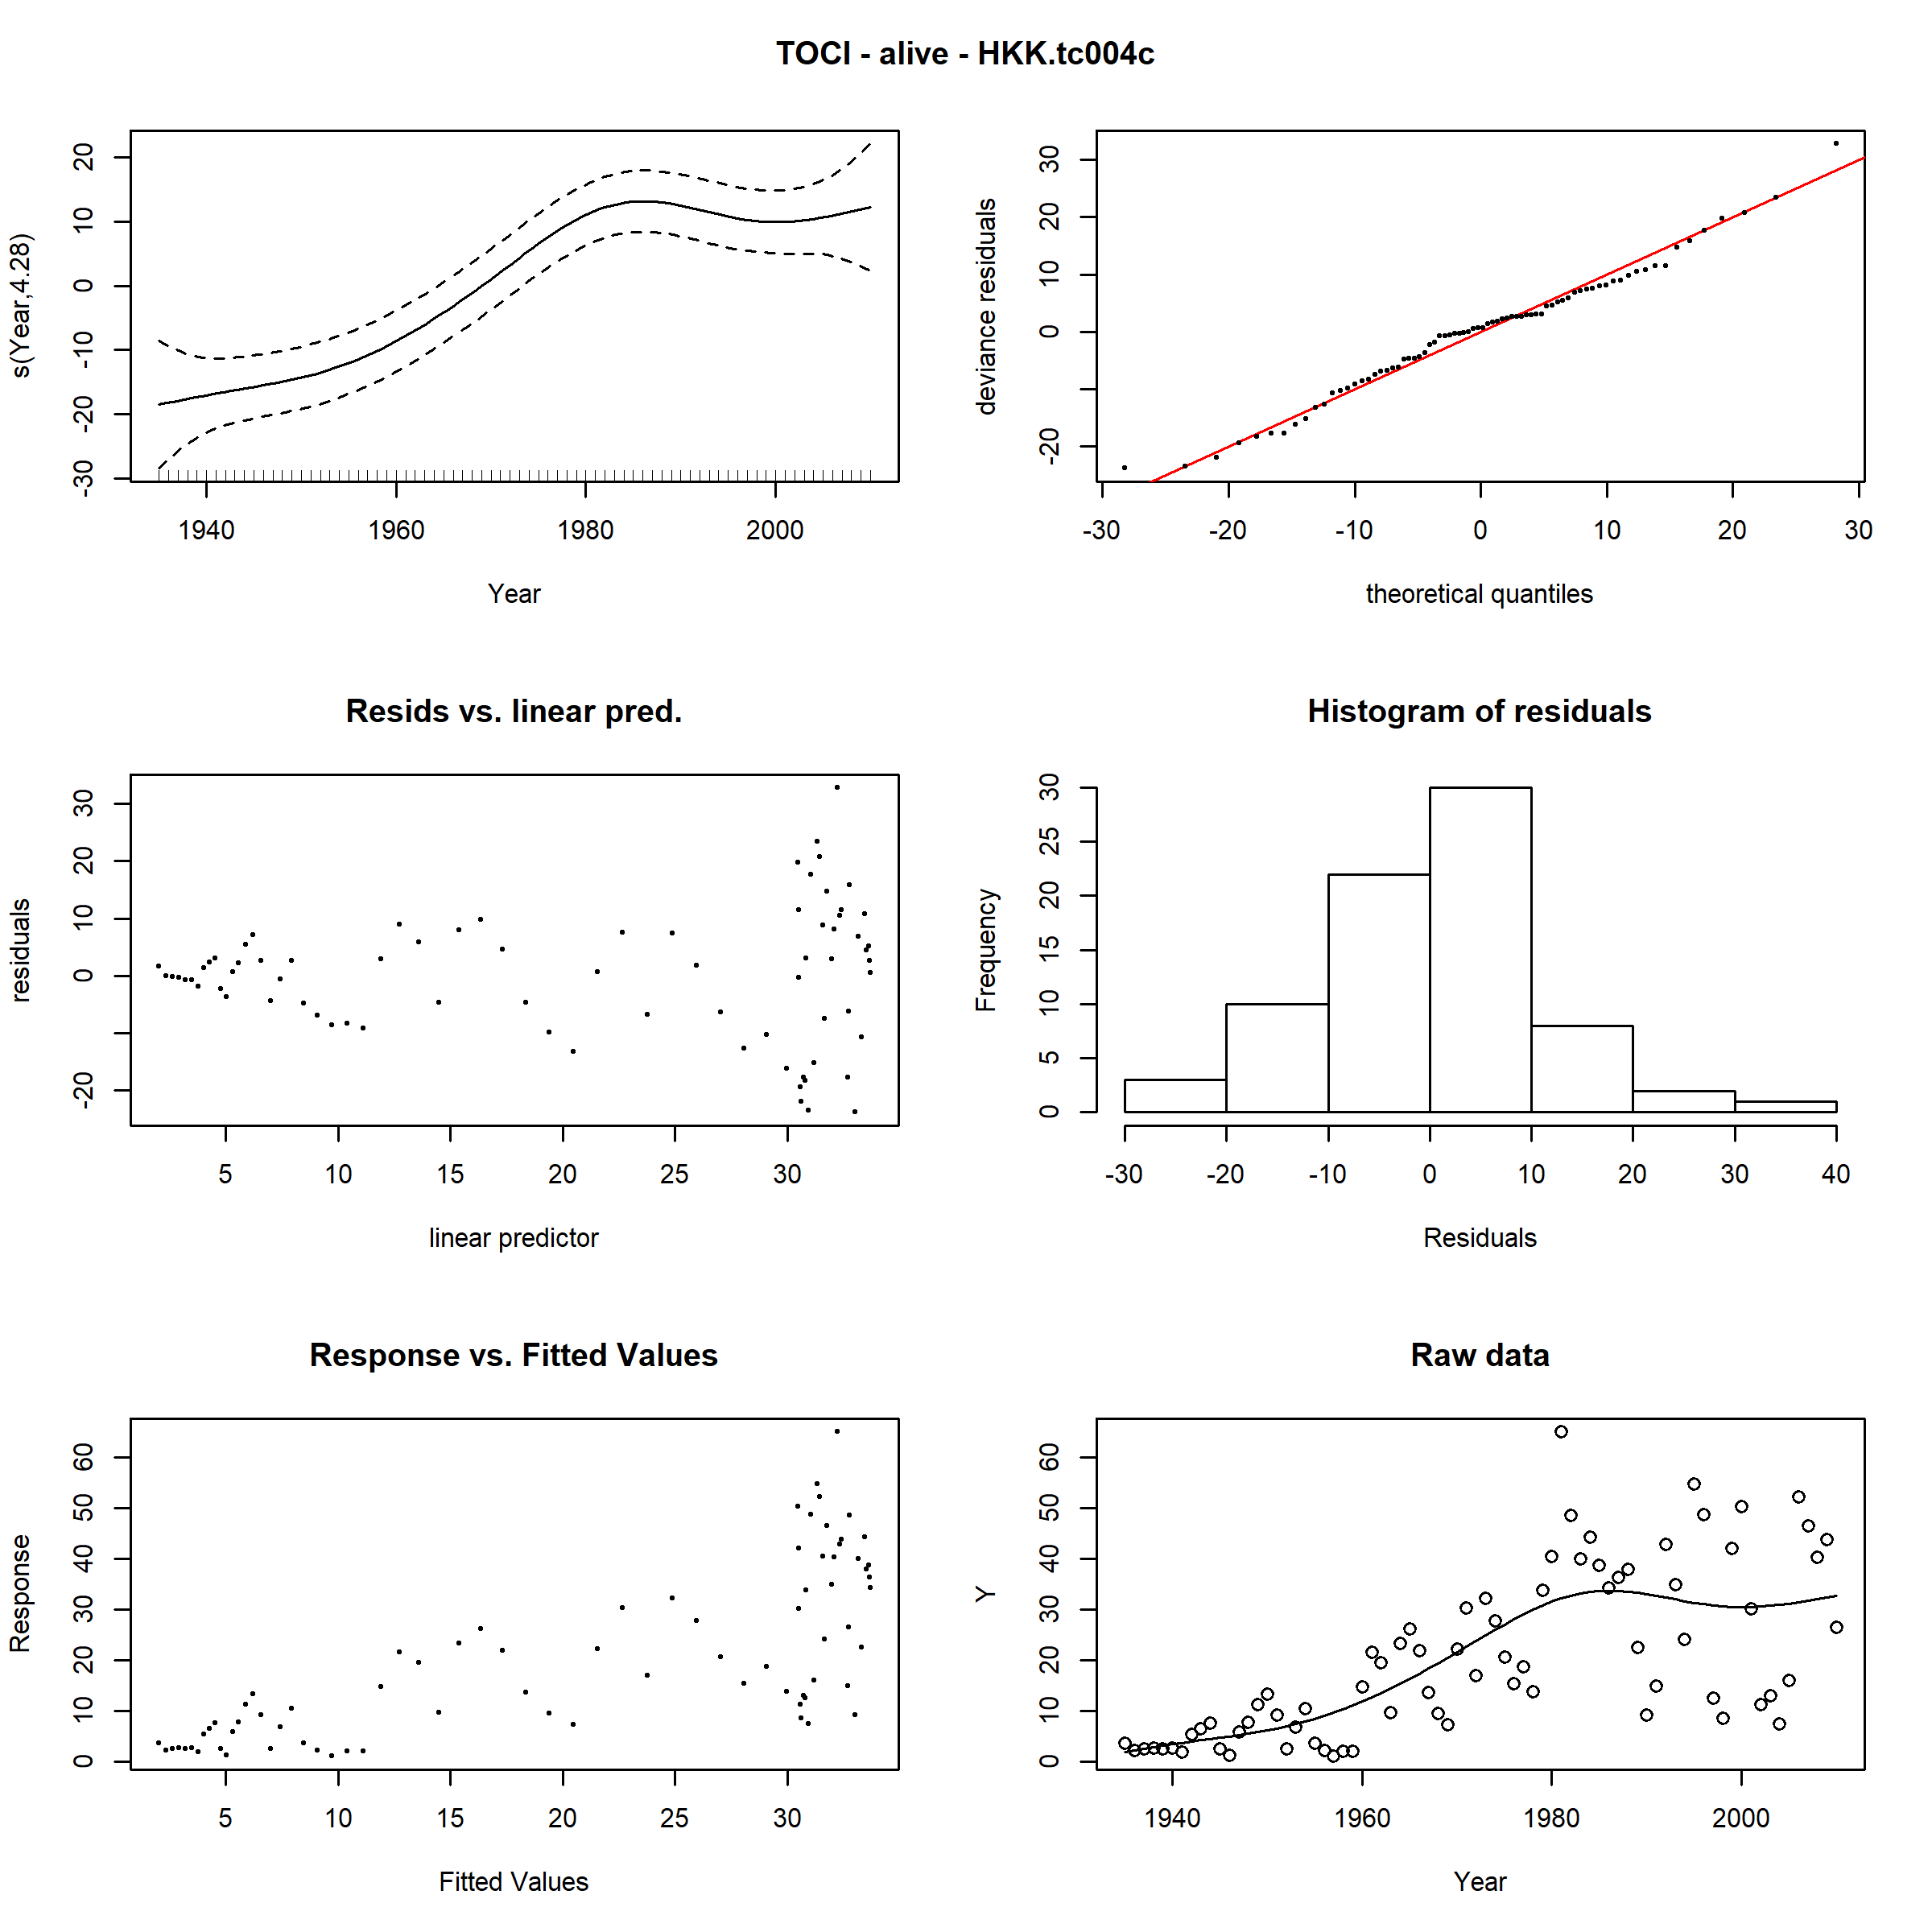 TOCI - alive - HKK.tc004c
s(Year,4.28)
20
10
0
-10
-20
-30
1940 1960 1980 2000
Year
deviance residuals
30
20
10
0
-20
-30 -20 -10 0 10 20 30
theoretical quantiles
Resids vs. linear pred.
residuals
30
20
10
0
-20
5 10 15 20 25 30
linear predictor
Histogram of residuals
Frequency
30
25
20
15
10
5
0
-30 -20 -10 0 10 20 30 40
Residuals
Response vs. Fitted Values
Response
60
50
40
30
20
10
0
5 10 15 20 25 30
Fitted Values
Raw data
Y
60
50
40
30
20
10
0
1940 1960 1980 2000
Year